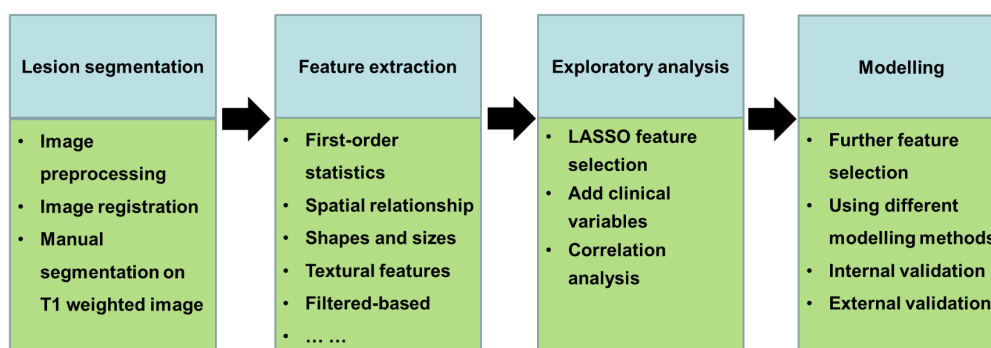 Lesion segmentation
• Image
preprocessing
• Image registration
• Manual
segmentation on
T1 weighted image
Feature extraction
• First-order
statistics
• Spatial relationship
• Shapes and sizes
• Textural features
• Filtered-based
• ... ...
Exploratory analysis
• LASSO feature
selection
• Add clinical
variables
• Correlation
analysis
Modelling
• Further feature
selection
• Using different
modelling methods
• Internal validation
• External validation